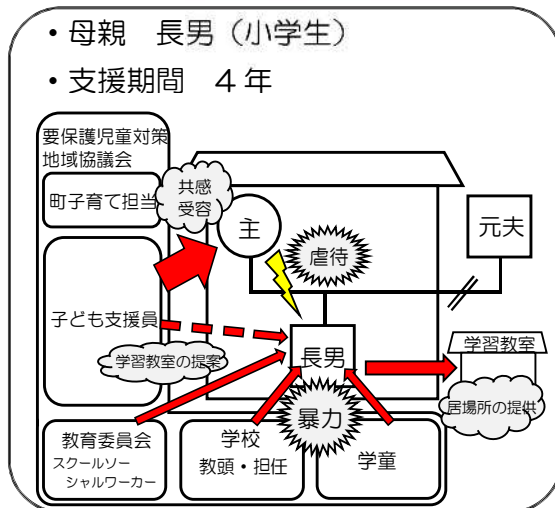 ・母親　長男（小学生）
・支援期間　４年
要保護児童対策
地域協議会
町子育て担当
共感
受容
主
元夫
虐待
子ども支援員
学習教室の提案
長男
学習教室
居場所の提供
暴力
教育委員会
スクールソー
シャルワーカー
学校
教頭・担任
学童